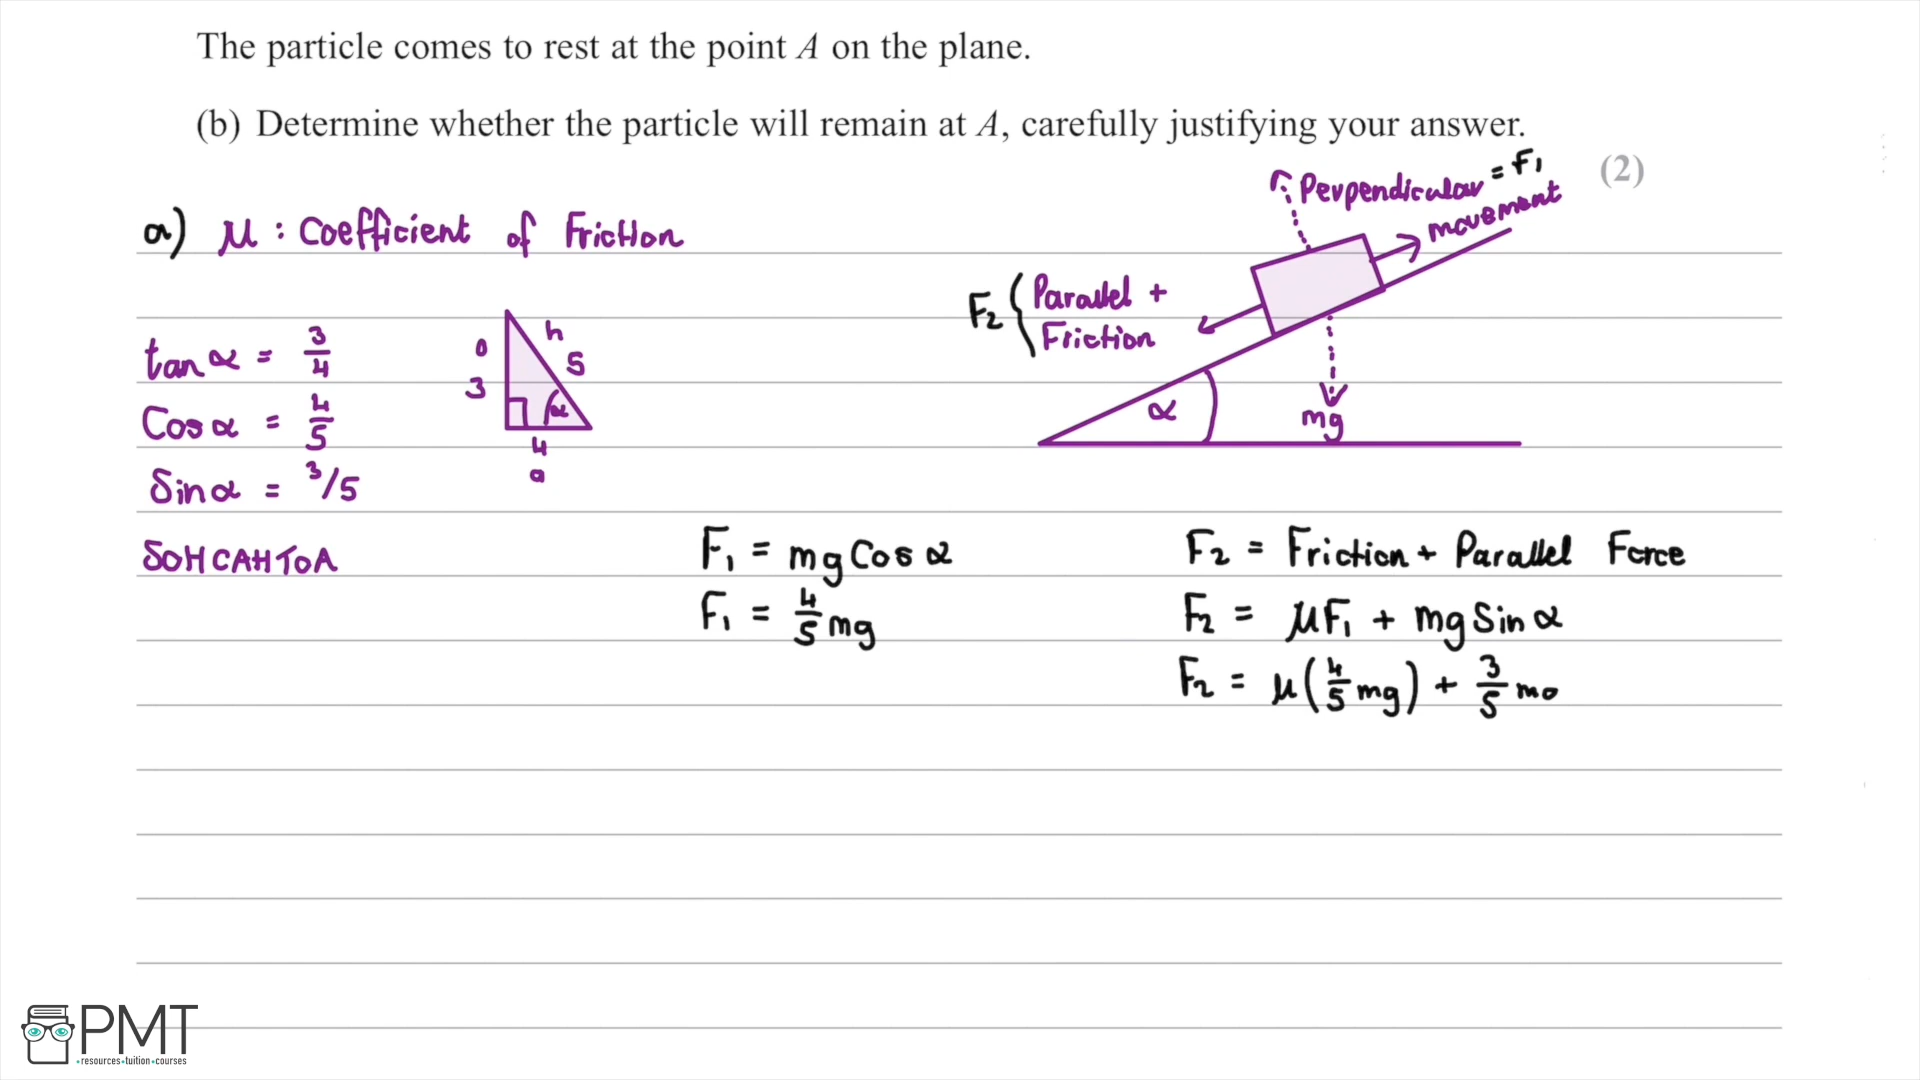 The particle comes to rest at the point A on the plane.
(b) Determine whether the particle will remain at A, carefully justifying your answer.
(2)
a) μ : Coefficient of Friction
Perpendicular = F₁
movement
F₂ { Parallel +
Friction
α
mg
tan α = 3/4
Cos α = 4/5
Sin α = 3/5
SOHCAHTOA
o
3
h
5
α
4
a
F₁ = mg Cos α
F₁ = 4/5 mg
F₂ = Friction + Parallel Force
F₂ = μF₁ + mg Sin α
F₂ = μ(4/5 mg) + 3/5 mo
PMT
•resources•tuition•courses